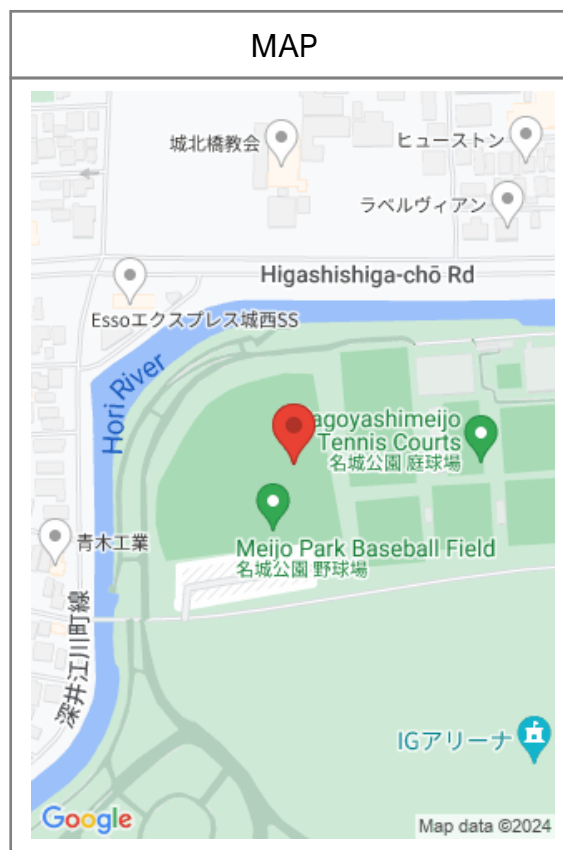 MAP
城北橋教会
ヒューストン
ラベルヴィアン
Higashishiga-chō Rd
Essoエクスプレス城西SS
Hori River
agoyashimeijo
Tennis Courts
名城公園 庭球場
青木工業
Meijo Park Baseball Field
名城公園 野球場
深井江川町線
IGアリーナ
Google
Map data ©2024